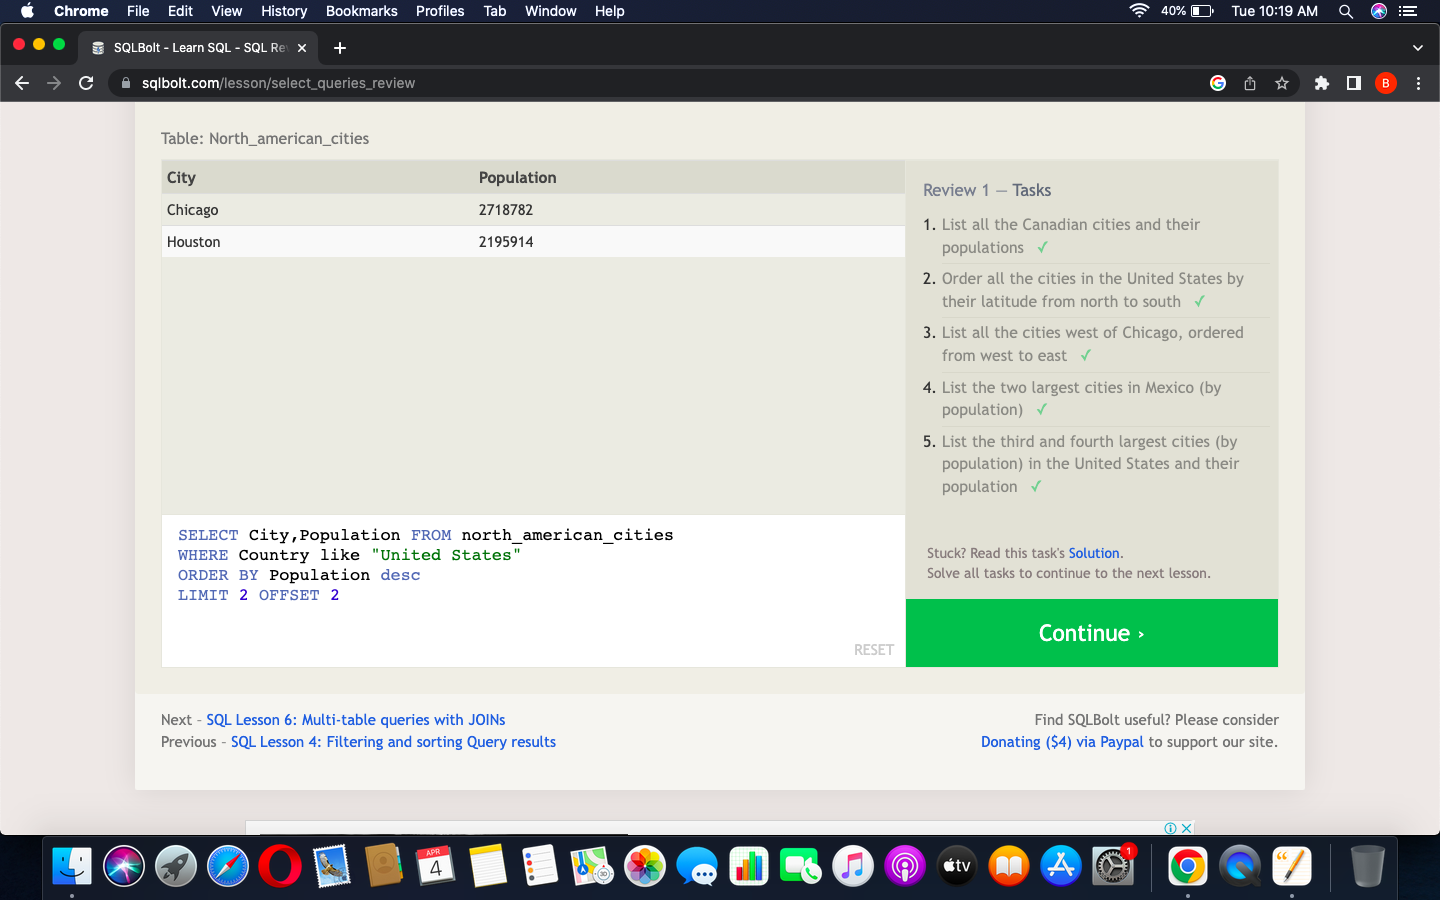 Chrome File Edit View History Bookmarks Profiles Tab Window Help 40% Tue 10:19 AM
SQLBolt - Learn SQL - SQL Re
sqlbolt.com/lesson/select_queries_review B
Table: North_american_cities
City Population
Chicago 2718782
Houston 2195914
Review 1 — Tasks
1. List all the Canadian cities and their
populations ✓
2. Order all the cities in the United States by
their latitude from north to south ✓
3. List all the cities west of Chicago, ordered
from west to east ✓
4. List the two largest cities in Mexico (by
population) ✓
5. List the third and fourth largest cities (by
population) in the United States and their
population ✓
SELECT City,Population FROM north_american_cities
WHERE Country like "United States"
ORDER BY Population desc
LIMIT 2 OFFSET 2
RESET
Stuck? Read this task's Solution.
Solve all tasks to continue to the next lesson.
Continue ›
Next – SQL Lesson 6: Multi-table queries with JOINs
Previous – SQL Lesson 4: Filtering and sorting Query results
Find SQLBolt useful? Please consider
Donating ($4) via Paypal to support our site.
APR
4
3D
tv
1